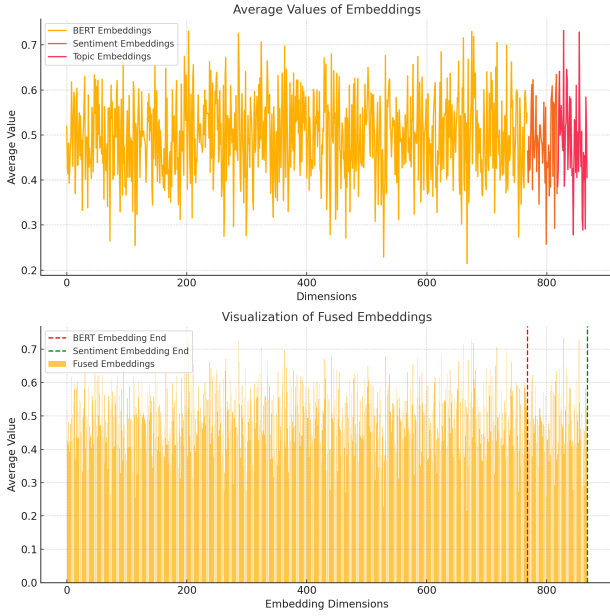 Average Values of Embeddings
BERT Embeddings
Sentiment Embeddings
Topic Embeddings
0.7
0.6
0.5
0.4
0.3
0.2
Average Value
0 200 400 600 800
Dimensions
Visualization of Fused Embeddings
BERT Embedding End
Sentiment Embedding End
Fused Embeddings
0.7
0.6
0.5
0.4
0.3
0.2
0.1
0.0
Average Value
0 200 400 600 800
Embedding Dimensions